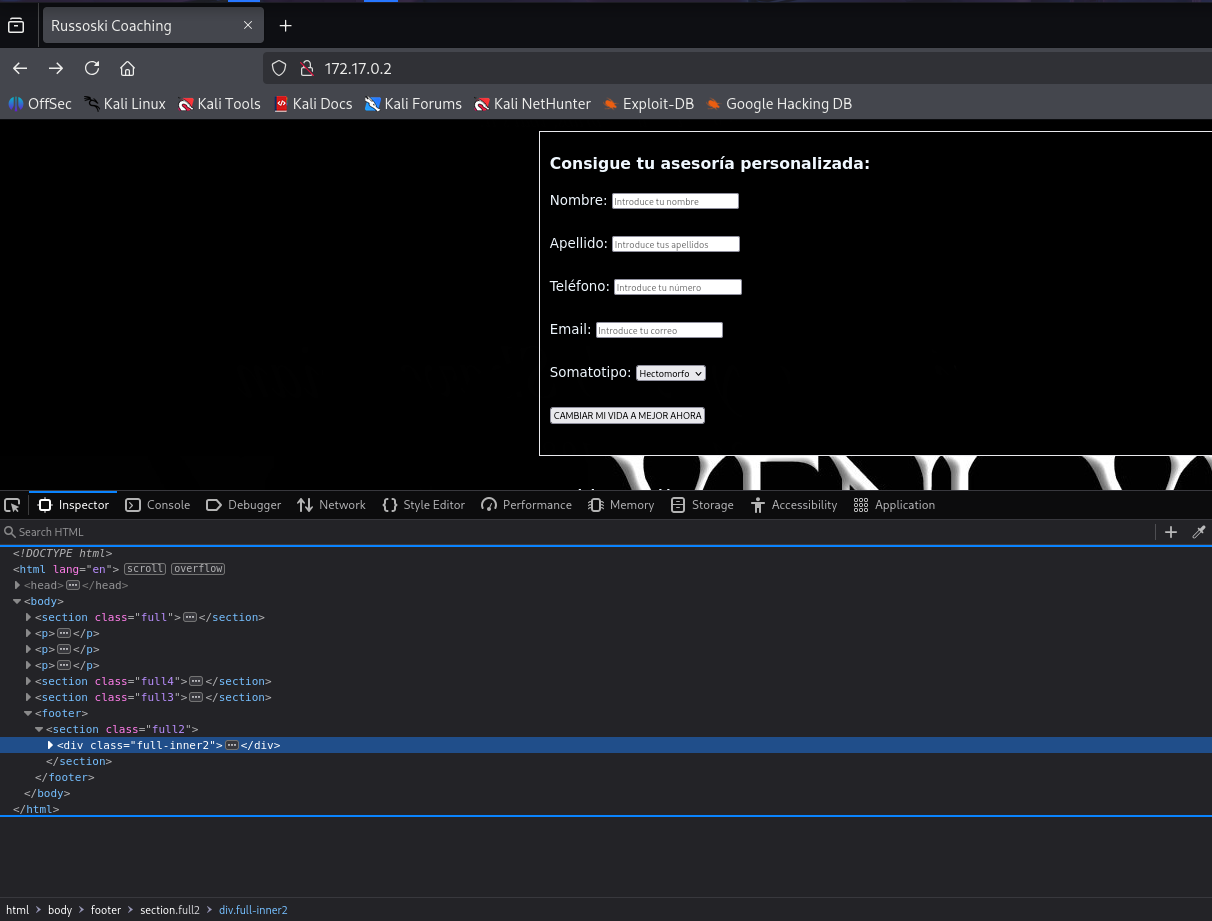 Russoski Coaching
172.17.0.2
OffSec Kali Linux Kali Tools Kali Docs Kali Forums Kali NetHunter Exploit-DB Google Hacking DB
Consigue tu asesoría personalizada:
Nombre: Introduce tu nombre
Apellido: Introduce tus apellidos
Teléfono: Introduce tu número
Email: Introduce tu correo
Somatotipo: Hectomorfo
CAMBIAR MI VIDA A MEJOR AHORA
Inspector Console Debugger Network Style Editor Performance Memory Storage Accessibility Application
Search HTML
<!DOCTYPE html>
<html lang="en"> scroll overflow
<head>...</head>
<body>
<section class="full">...</section>
<p>...</p>
<p>...</p>
<p>...</p>
<section class="full4">...</section>
<section class="full3">...</section>
<footer>
<section class="full2">
<div class="full-inner2">...</div>
</section>
</footer>
</body>
</html>
html > body > footer > section.full2 > div.full-inner2